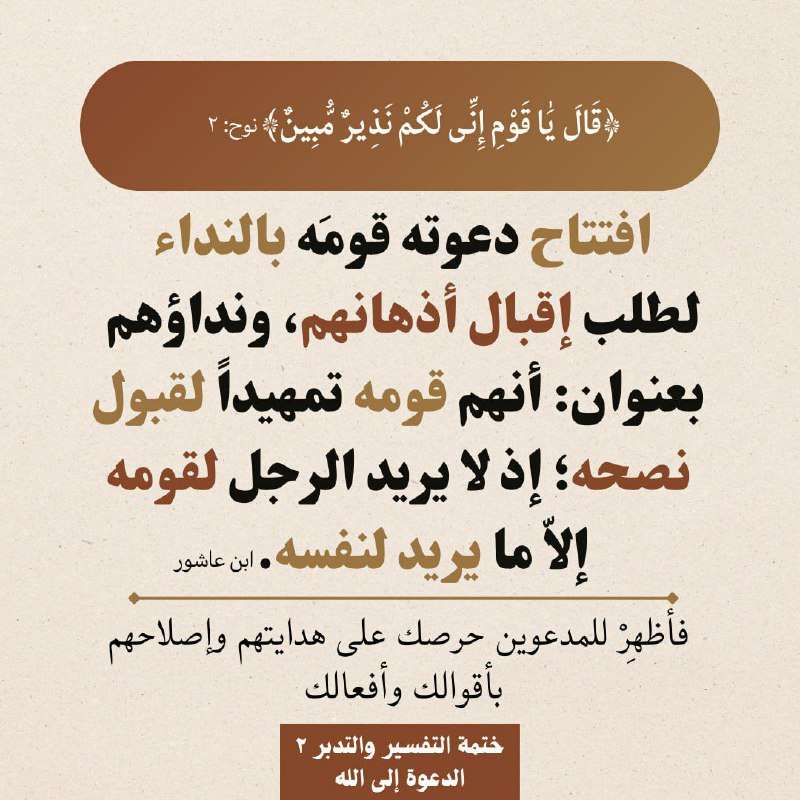 ﴿قَالَ يَٰا قَوْمِ إِنِّى لَكُمْ نَذِيرٌ مُّبِينٌ﴾ نوح: ٢
افتتاح دعوته قومَه بالنداء
لطلب إقبال أذهانهم، ونداؤهم
بعنوان: أنهم قومه تمهيداً لقبول
نصحه؛ إذ لا يريد الرجل لقومه
إلاّ ما يريد لنفسه. ابن عاشور
فأظهِرْ للمدعوين حرصك على هدايتهم وإصلاحهم
بأقوالك وأفعالك
ختمة التفسير والتدبر ٢
الدعوة إلى الله